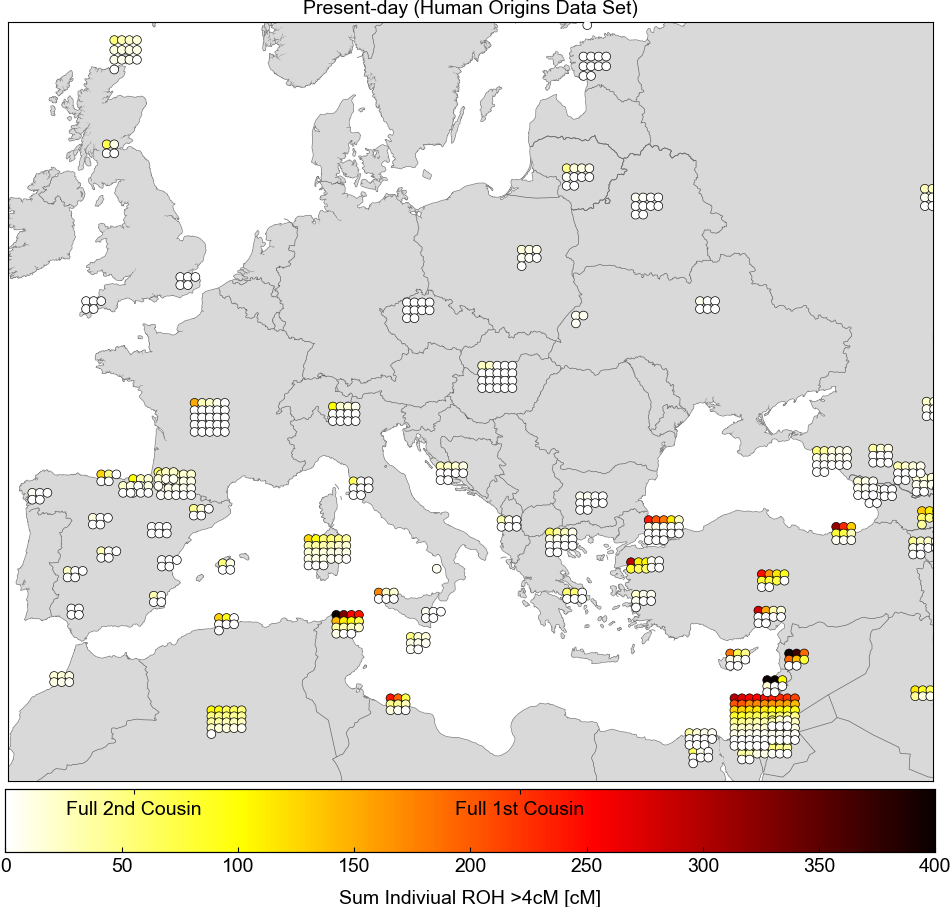 Present-day (Human Origins Data Set)
Full 2nd Cousin Full 1st Cousin
0 50 100 150 200 250 300 350 400
Sum Indiviual ROH >4cM [cM]